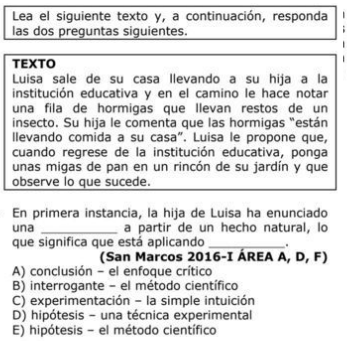 Lea el siguiente texto y, a continuación, responda
las dos preguntas siguientes.
TEXTO
Luisa sale de su casa llevando a su hija a la
institución educativa y en el camino le hace notar
una fila de hormigas que llevan restos de un
insecto. Su hija le comenta que las hormigas “están
llevando comida a su casa”. Luisa le propone que,
cuando regrese de la institución educativa, ponga
unas migas de pan en un rincón de su jardín y que
observe lo que sucede.
En primera instancia, la hija de Luisa ha enunciado
una __________ a partir de un hecho natural, lo
que significa que está aplicando __________.
(San Marcos 2016-I ÁREA A, D, F)
A) conclusión – el enfoque crítico
B) interrogante – el método científico
C) experimentación – la simple intuición
D) hipótesis – una técnica experimental
E) hipótesis – el método científico